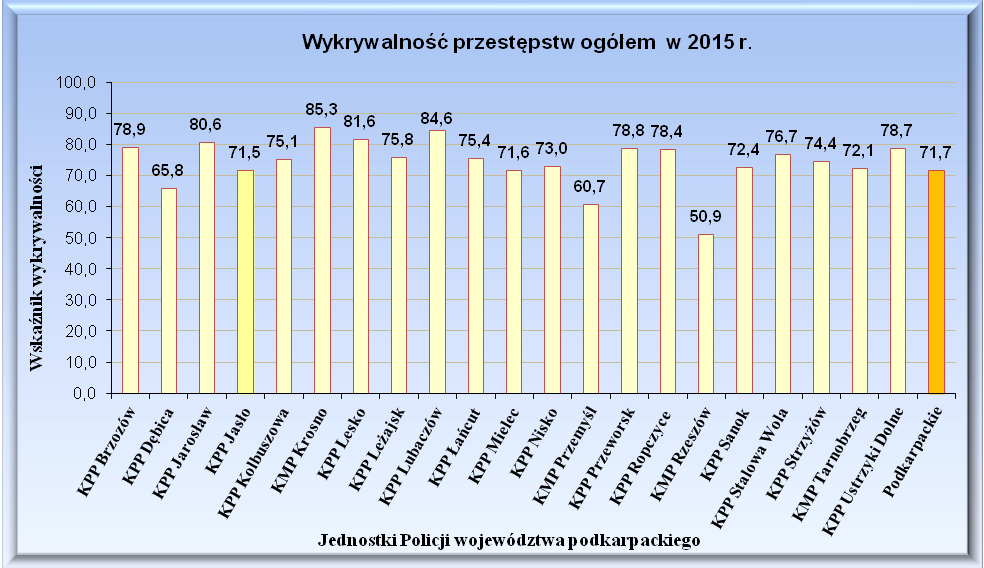 Wykrywalność przestępstw ogółem w 2015 r.
Wskaźnik wykrywalności
100,0
90,0
80,0
70,0
60,0
50,0
40,0
30,0
20,0
10,0
0,0
78,9
65,8
80,6
71,5
75,1
85,3
81,6
75,8
84,6
75,4
71,6
73,0
60,7
78,8
78,4
50,9
72,4
76,7
74,4
72,1
78,7
71,7
KPP Brzozów
KPP Dębica
KPP Jarosław
KPP Jasło
KPP Kolbuszowa
KMP Krosno
KPP Lesko
KPP Leżajsk
KPP Lubaczów
KPP Łańcut
KPP Mielec
KPP Nisko
KMP Przemyśl
KPP Przeworsk
KPP Ropczyce
KMP Rzeszów
KPP Sanok
KPP Stalowa Wola
KPP Strzyżów
KMP Tarnobrzeg
KPP Ustrzyki Dolne
Podkarpackie
Jednostki Policji województwa podkarpackiego